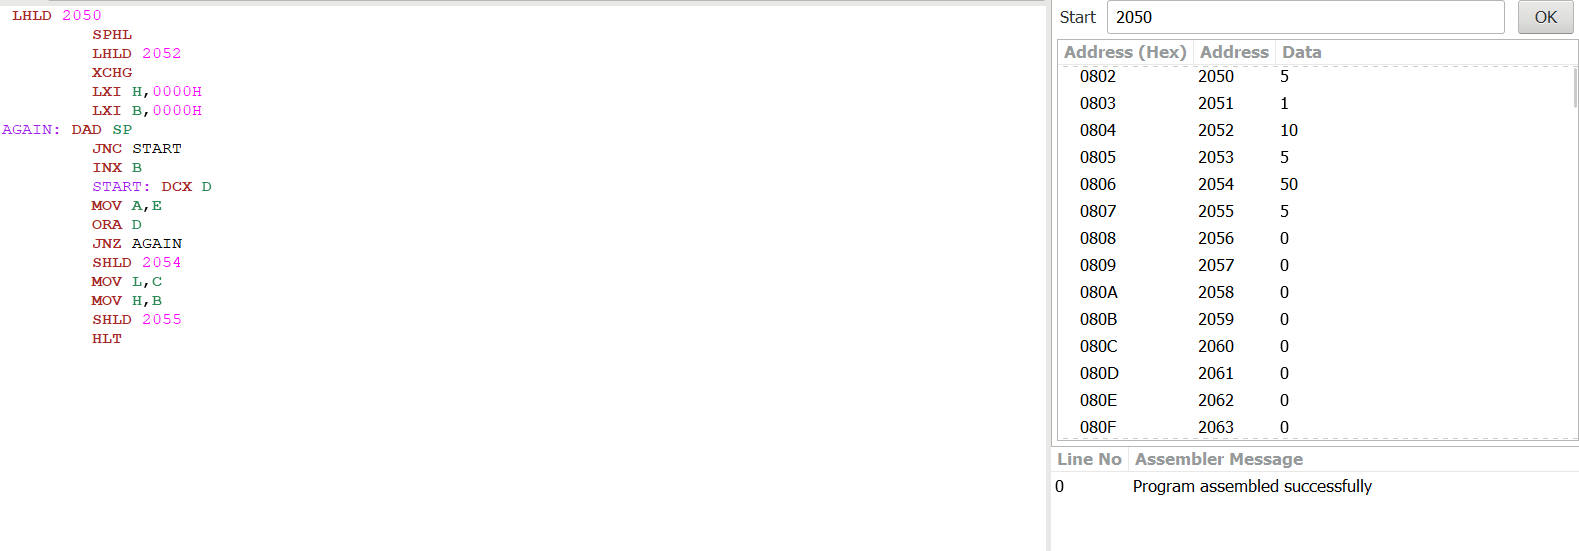 LHLD 2050
SPHL
LHLD 2052
XCHG
LXI H,0000H
LXI B,0000H
AGAIN: DAD SP
JNC START
INX B
START: DCX D
MOV A,E
ORA D
JNZ AGAIN
SHLD 2054
MOV L,C
MOV H,B
SHLD 2055
HLT
Start 2050 OK
Address (Hex) Address Data
0802 2050 5
0803 2051 1
0804 2052 10
0805 2053 5
0806 2054 50
0807 2055 5
0808 2056 0
0809 2057 0
080A 2058 0
080B 2059 0
080C 2060 0
080D 2061 0
080E 2062 0
080F 2063 0
Line No Assembler Message
0 Program assembled successfully